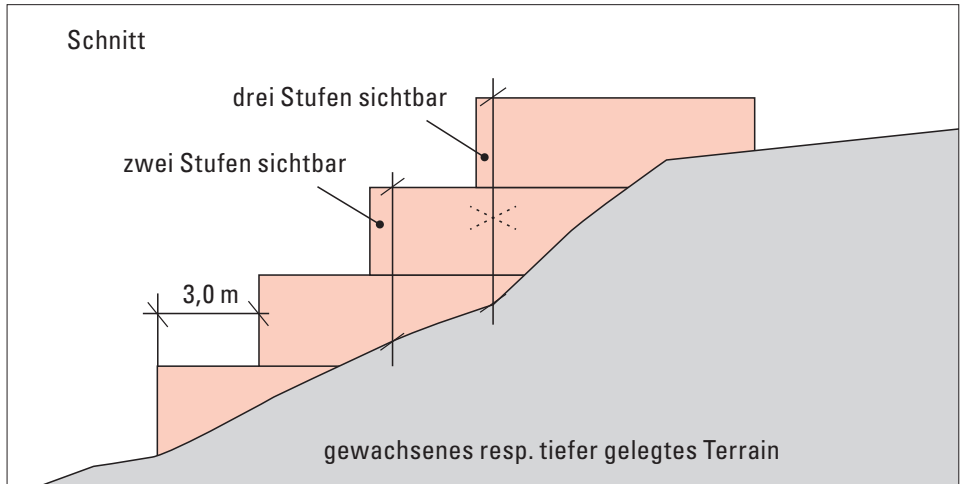 Schnitt
drei Stufen sichtbar
zwei Stufen sichtbar
3,0 m
gewachsenes resp. tiefer gelegtes Terrain